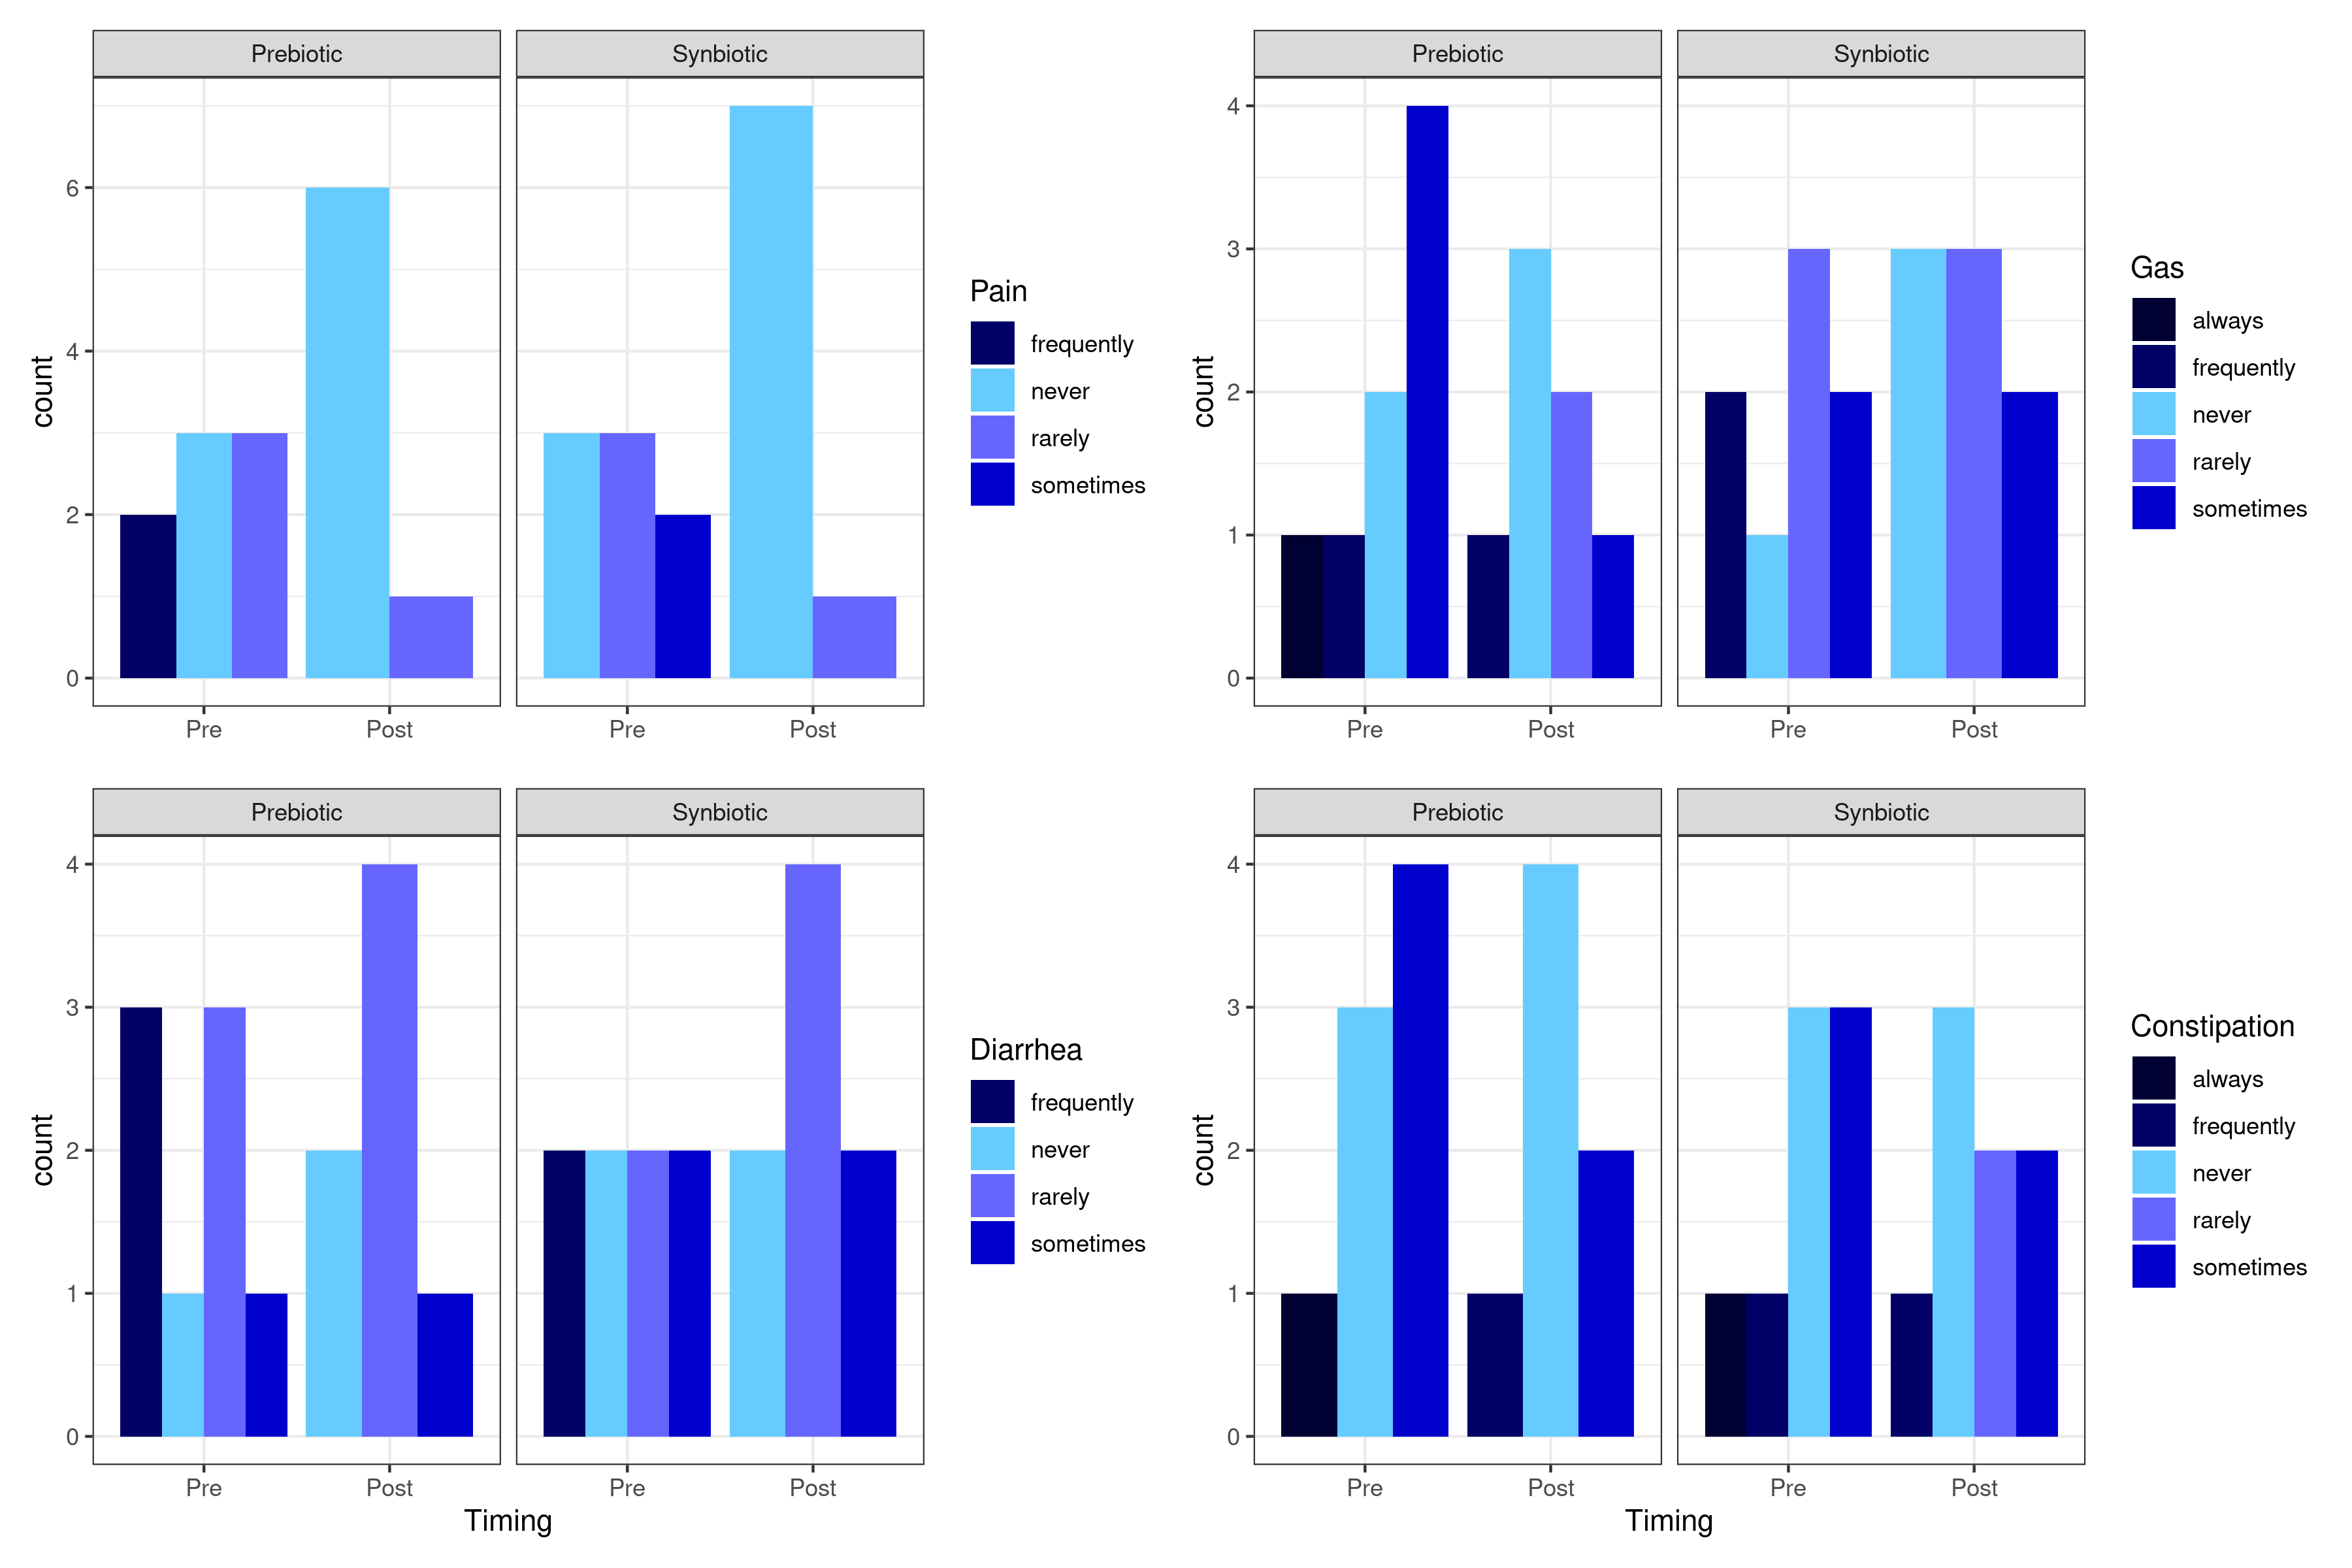 Prebiotic
Synbiotic
count
6
4
2
0
Pre
Post
Pre
Post
Pain
frequently
never
rarely
sometimes
Prebiotic
Synbiotic
count
4
3
2
1
0
Pre
Post
Pre
Post
Gas
always
frequently
never
rarely
sometimes
Prebiotic
Synbiotic
count
4
3
2
1
0
Pre
Post
Pre
Post
Timing
Diarrhea
frequently
never
rarely
sometimes
Prebiotic
Synbiotic
count
4
3
2
1
0
Pre
Post
Pre
Post
Timing
Constipation
always
frequently
never
rarely
sometimes